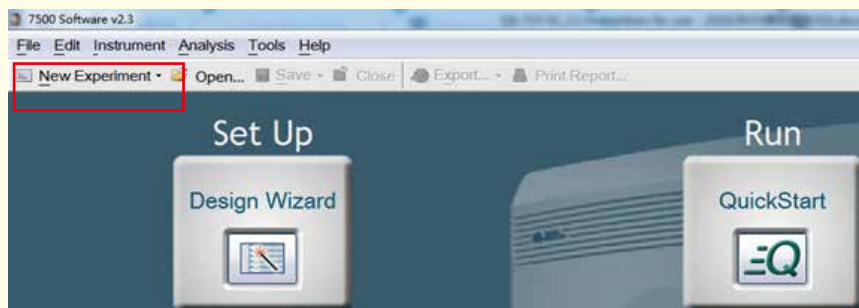 7500 Software v2.3
File Edit Instrument Analysis Tools Help
New Experiment Open... Save Close Export... Print Report...
Set Up Run
Design Wizard QuickStart